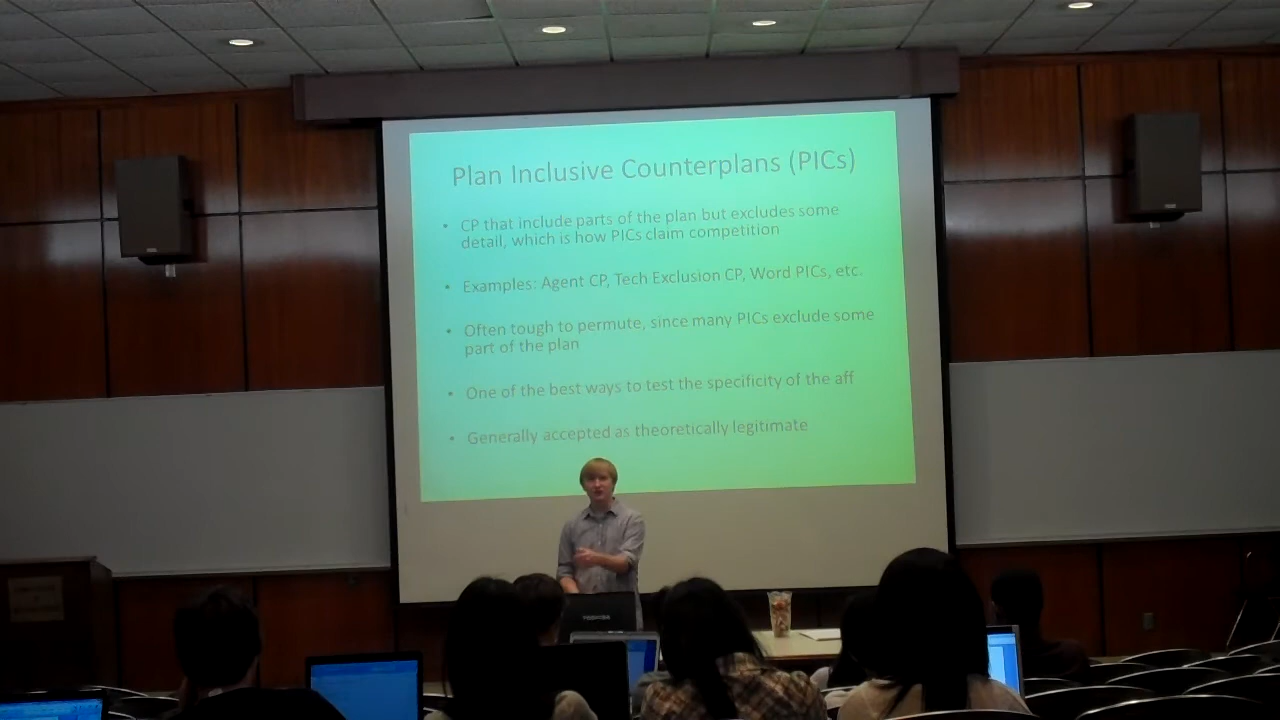 Plan Inclusive Counterplans (PICs)
• CP that include parts of the plan but excludes some
detail, which is how PICs claim competition
• Examples: Agent CP, Tech Exclusion CP, Word PICs, etc.
• Often tough to permute, since many PICs exclude some
part of the plan
• One of the best ways to test the specificity of the aff
• Generally accepted as theoretically legitimate
TOSHIBA